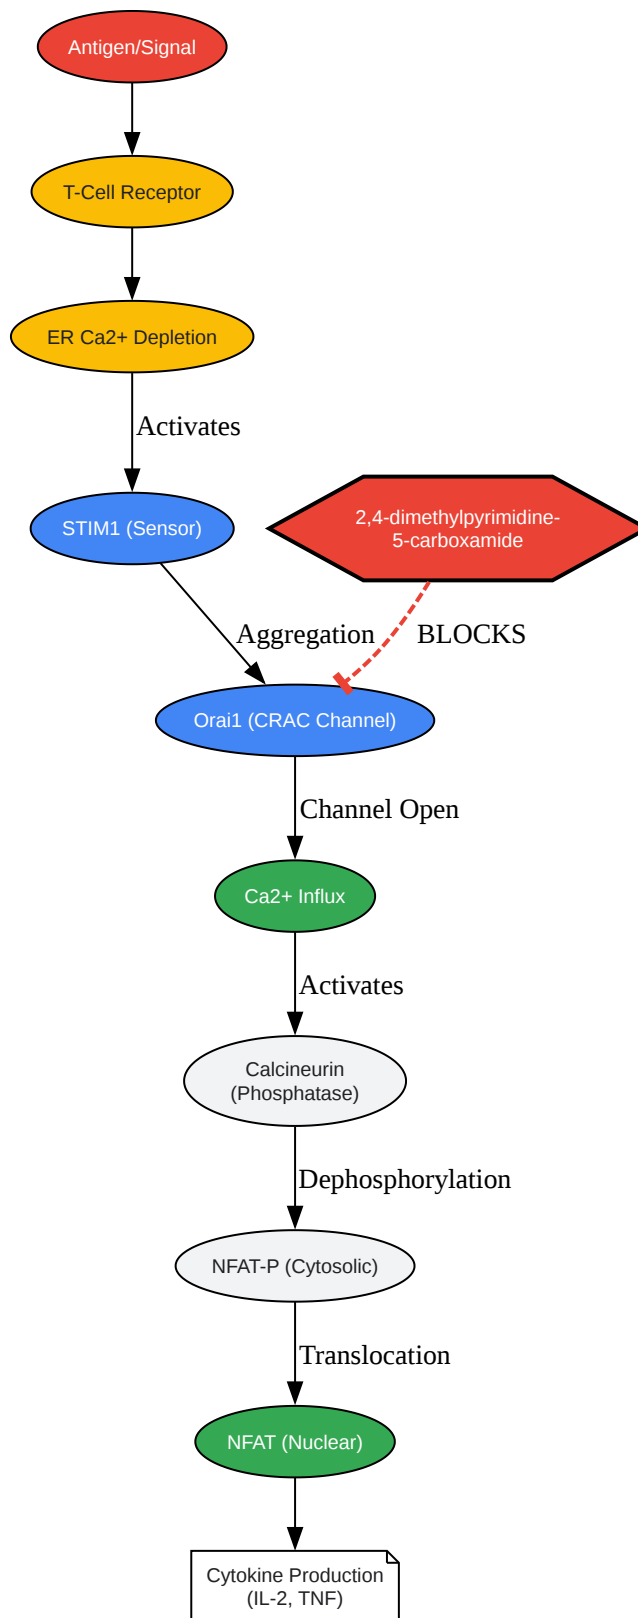 Antigen/Signal
T-Cell Receptor
ER Ca2+ Depletion
Activates
STIM1 (Sensor)
2,4-dimethylpyrimidine-
5-carboxamide
Aggregation
BLOCKS
Orai1 (CRAC Channel)
Channel Open
Ca2+ Influx
Activates
Calcineurin
(Phosphatase)
Dephosphorylation
NFAT-P (Cytosolic)
Translocation
NFAT (Nuclear)
Cytokine Production
(IL-2, TNF)